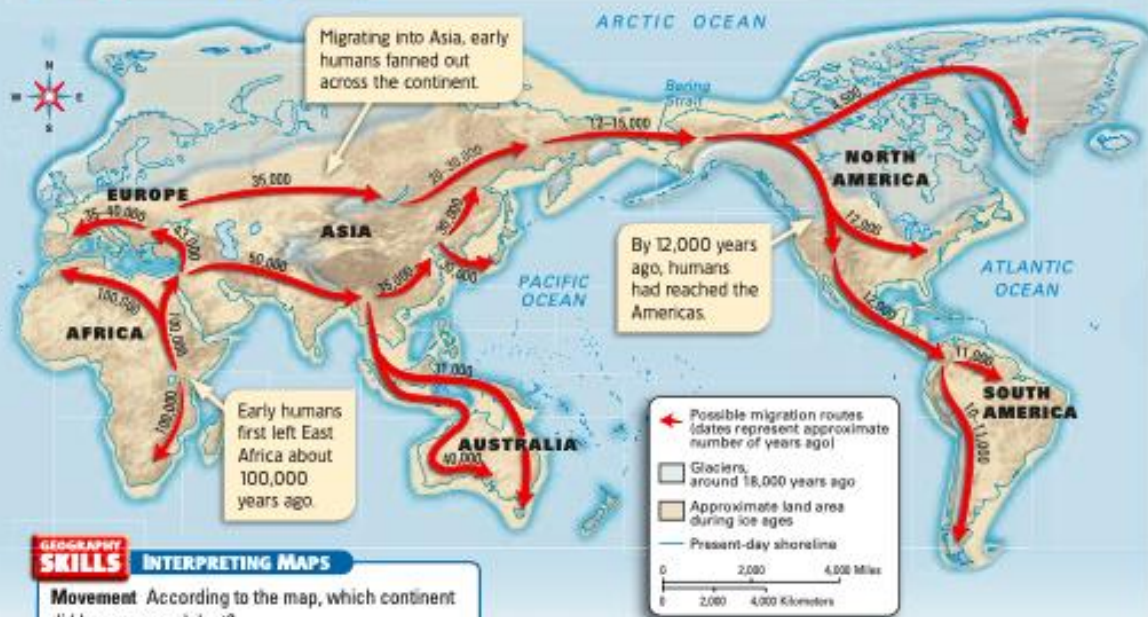 ARCTIC OCEAN
Migrating into Asia, early
humans fanned out
across the continent.
N
W
E
S
Bering
Strait
12–15,000
4,500
NORTH
AMERICA
EUROPE
35,000
20–30,000
ASIA
35–40,000
43,000
50,000
30,000
30,000
35,000
By 12,000 years
ago, humans
had reached the
Americas.
12,000
PACIFIC
OCEAN
ATLANTIC
OCEAN
100,000
AFRICA
100,000
100,000
12,000
11,000
SOUTH
AMERICA
10–11,000
37,000
AUSTRALIA
40,000
Early humans
first left East
Africa about
100,000
years ago.
Possible migration routes
(dates represent approximate
number of years ago)
Glaciers,
around 18,000 years ago
Approximate land area
during ice ages
Present-day shoreline
0 2,000 4,000 Miles
0 2,000 4,000 Kilometers
GEOGRAPHY
SKILLS INTERPRETING MAPS
Movement According to the map, which continent